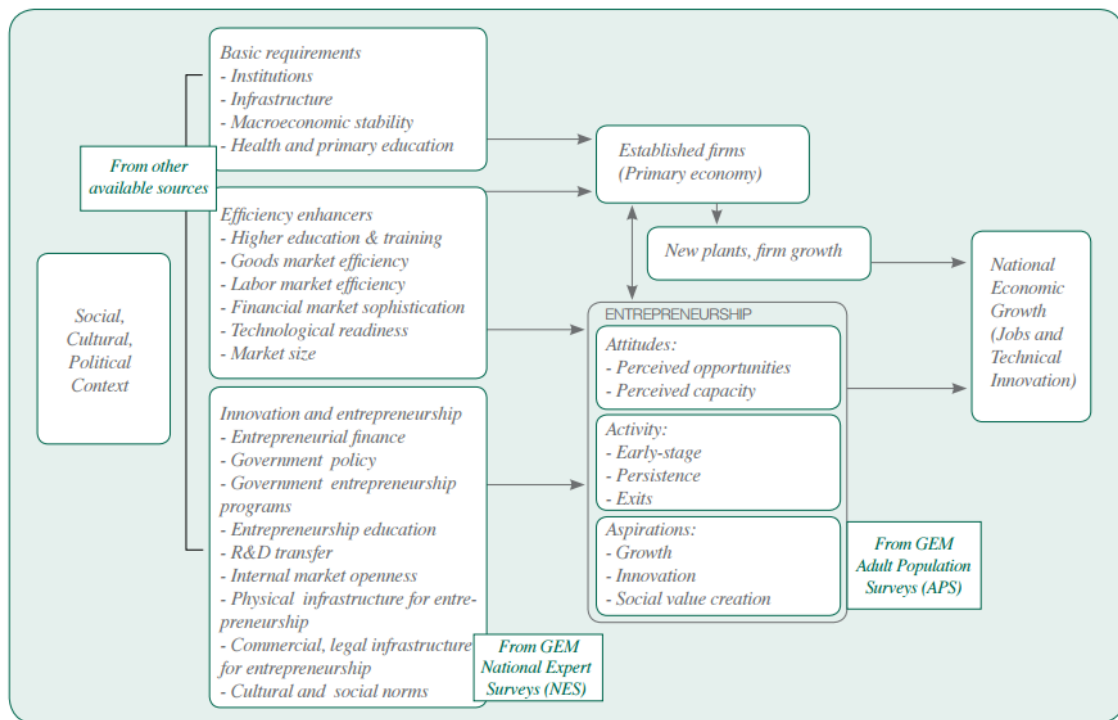 Basic requirements
- Institutions
- Infrastructure
- Macroeconomic stability
- Health and primary education
From other
available sources
Efficiency enhancers
- Higher education & training
- Goods market efficiency
- Labor market efficiency
- Financial market sophistication
- Technological readiness
- Market size
Social,
Cultural,
Political
Context
Innovation and entrepreneurship
- Entrepreneurial finance
- Government policy
- Government entrepreneurship
programs
- Entrepreneurship education
- R&D transfer
- Internal market openness
- Physical infrastructure for entre-
preneurship
- Commercial, legal infrastructure
for entrepreneurship
- Cultural and social norms
From GEM
National Expert
Surveys (NES)
Established firms
(Primary economy)
New plants, firm growth
ENTREPRENEURSHIP
Attitudes:
- Perceived opportunities
- Perceived capacity
Activity:
- Early-stage
- Persistence
- Exits
Aspirations:
- Growth
- Innovation
- Social value creation
From GEM
Adult Population
Surveys (APS)
National
Economic
Growth
(Jobs and
Technical
Innovation)